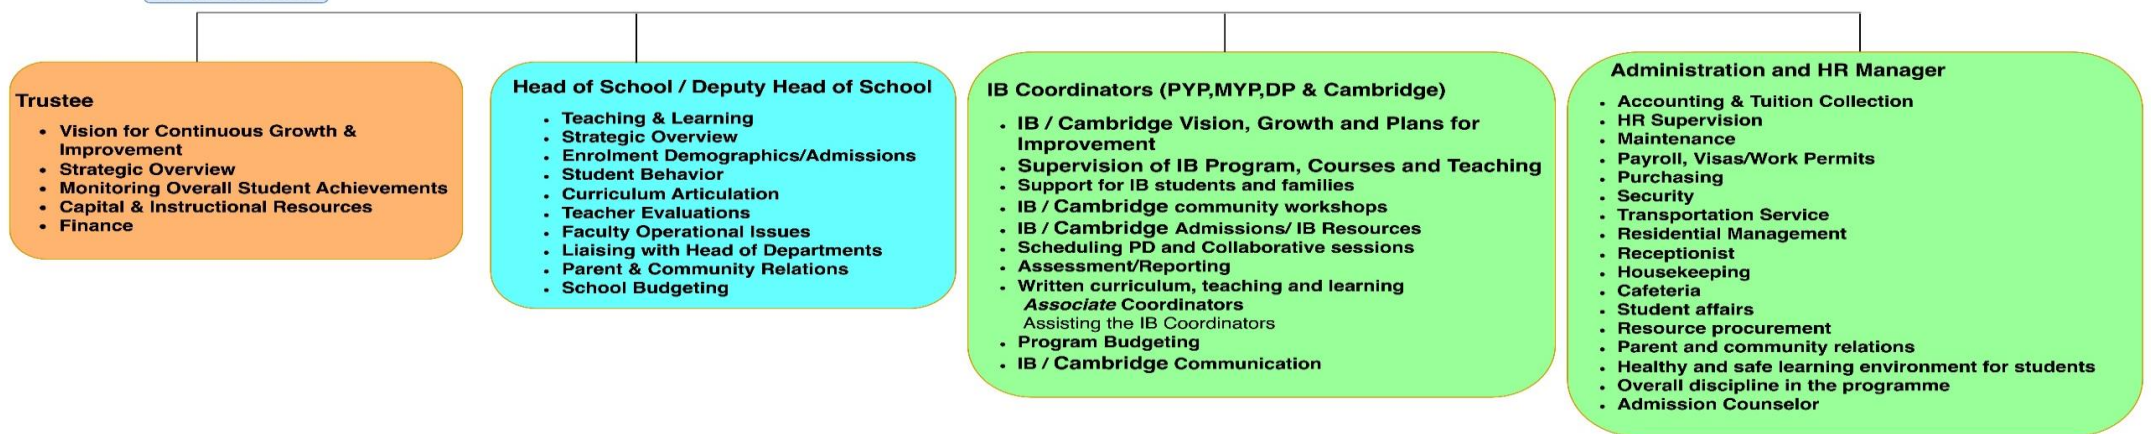 Trustee
• Vision for Continuous Growth &
Improvement
• Strategic Overview
• Monitoring Overall Student Achievements
• Capital & Instructional Resources
• Finance
Head of School / Deputy Head of School
• Teaching & Learning
• Strategic Overview
• Enrolment Demographics/Admissions
• Student Behavior
• Curriculum Articulation
• Teacher Evaluations
• Faculty Operational Issues
• Liaising with Head of Departments
• Parent & Community Relations
• School Budgeting
IB Coordinators (PYP,MYP,DP & Cambridge)
• IB / Cambridge Vision, Growth and Plans for
Improvement
• Supervision of IB Program, Courses and Teaching
• Support for IB students and families
• IB / Cambridge community workshops
• IB / Cambridge Admissions/ IB Resources
• Scheduling PD and Collaborative sessions
• Assessment/Reporting
• Written curriculum, teaching and learning
Associate Coordinators
Assisting the IB Coordinators
• Program Budgeting
• IB / Cambridge Communication
Administration and HR Manager
• Accounting & Tuition Collection
• HR Supervision
• Maintenance
• Payroll, Visas/Work Permits
• Purchasing
• Security
• Transportation Service
• Residential Management
• Receptionist
• Housekeeping
• Cafeteria
• Student affairs
• Resource procurement
• Parent and community relations
• Healthy and safe learning environment for students
• Overall discipline in the programme
• Admission Counselor